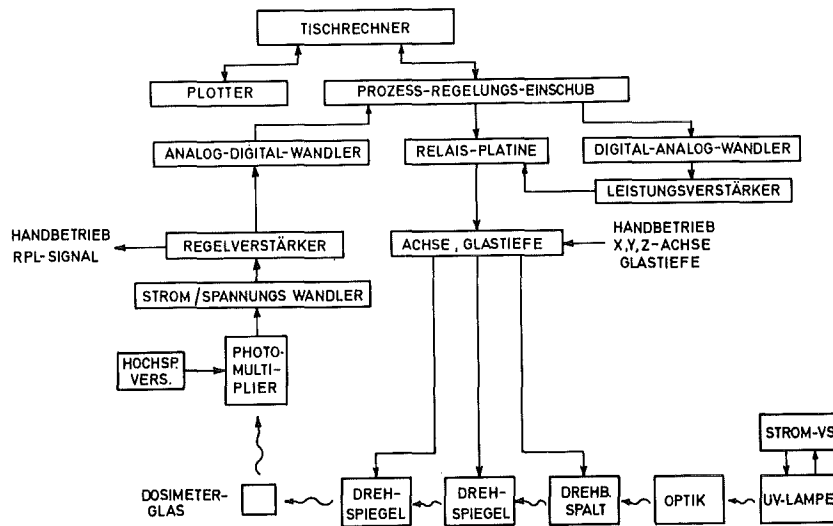 TISCHRECHNER
PLOTTER
PROZESS-REGELUNGS-EINSCHUB
ANALOG-DIGITAL-WANDLER
RELAIS-PLATINE
DIGITAL-ANALOG-WANDLER
LEISTUNGSVERSTÄRKER
HANDBETRIEB
RPL-SIGNAL
REGELVERSTÄRKER
ACHSE, GLASTIEFE
HANDBETRIEB
X,Y,Z-ACHSE
GLASTIEFE
STROM/SPANNUNGS WANDLER
HOCHSP.
VERS.
PHOTO-
MULTI-
PLIER
STROM-VS
DOSIMETER-
GLAS
DREH-
SPIEGEL
DREH-
SPIEGEL
DREHB.
SPALT
OPTIK
UV-LAMPE